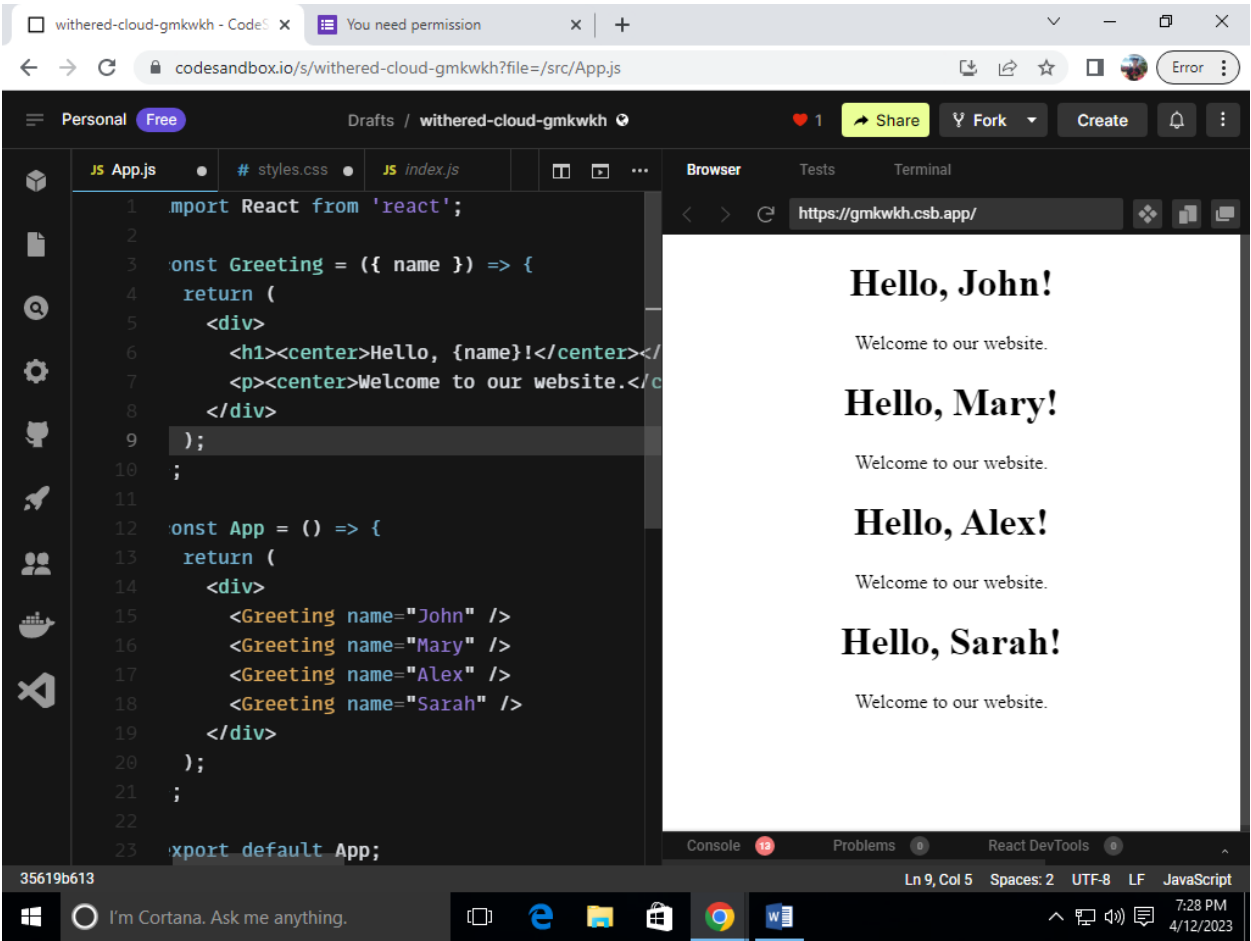 withered-cloud-gmkwkh - CodeS
You need permission
codesandbox.io/s/withered-cloud-gmkwkh?file=/src/App.js
Error
Personal Free
Drafts / withered-cloud-gmkwkh
1
Share
Fork
Create
JS App.js
# styles.css
JS index.js
Browser
Tests
Terminal
https://gmkwkh.csb.app/
1 mport React from 'react';
2
3 onst Greeting = ({ name }) => {
4 return (
5 <div>
6 <h1><center>Hello, {name}!</center></
7 <p><center>Welcome to our website.</c
8 </div>
9 );
10 ;
11
12 onst App = () => {
13 return (
14 <div>
15 <Greeting name="John" />
16 <Greeting name="Mary" />
17 <Greeting name="Alex" />
18 <Greeting name="Sarah" />
19 </div>
20 );
21 ;
22
23 xport default App;
Hello, John!
Welcome to our website.
Hello, Mary!
Welcome to our website.
Hello, Alex!
Welcome to our website.
Hello, Sarah!
Welcome to our website.
Console 13
Problems 0
React DevTools 0
35619b613
Ln 9, Col 5 Spaces: 2 UTF-8 LF JavaScript
I'm Cortana. Ask me anything.
7:28 PM
4/12/2023